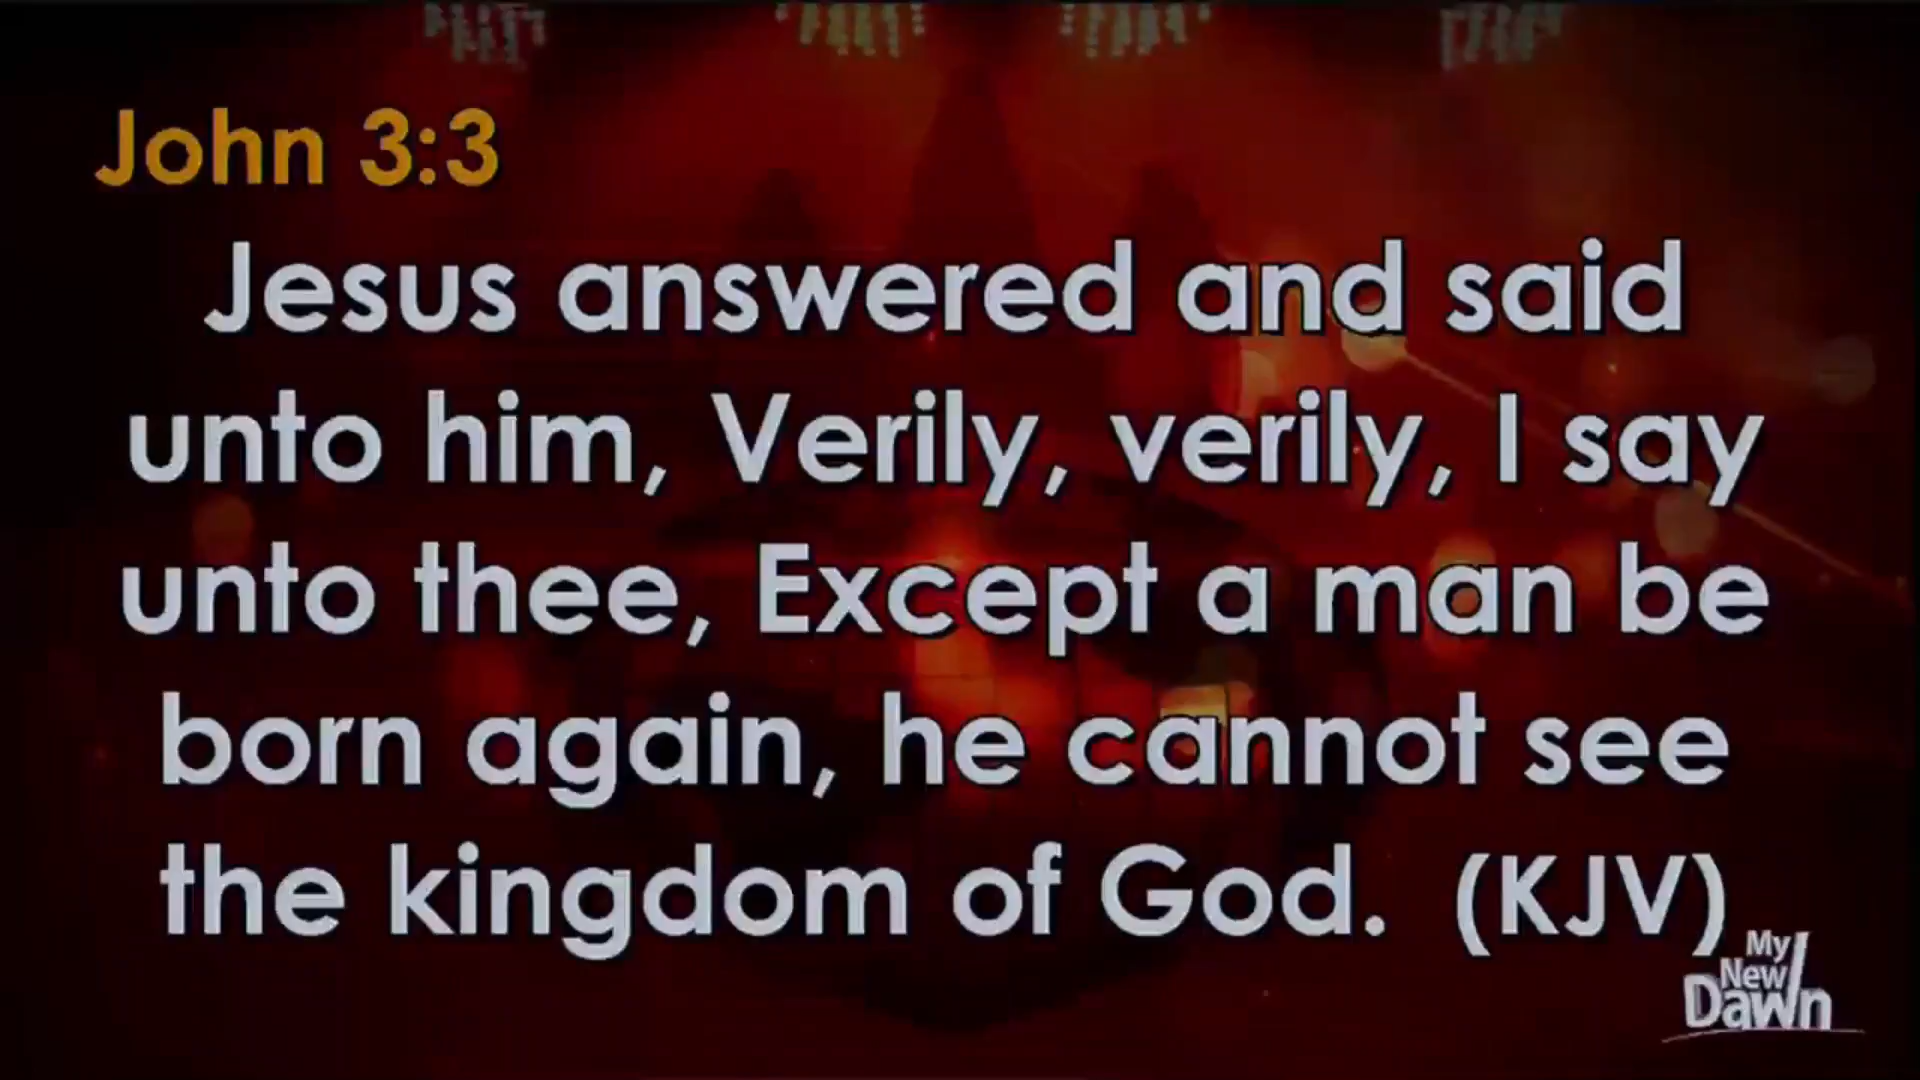 John 3:3
Jesus answered and said
unto him, Verily, verily, I say
unto thee, Except a man be
born again, he cannot see
the kingdom of God. (KJV)
My
New
Dawn